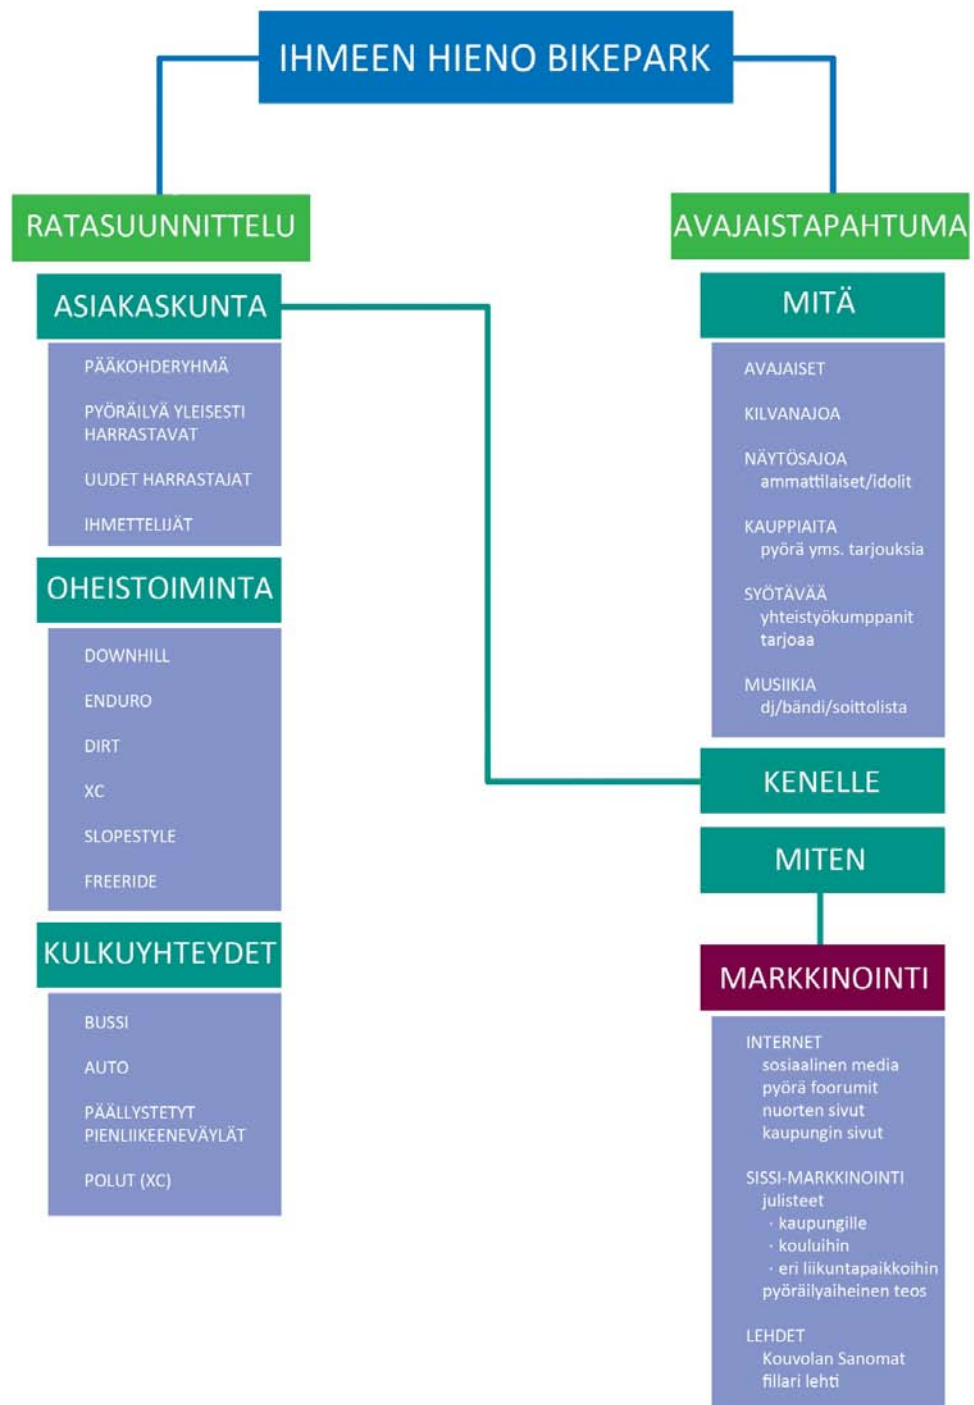 IHMEEN HIENO BIKEPARK
RATASUUNNITTELU
ASIAKASKUNTA
PÄÄKOHDERYHMÄ
PYÖRÄILYÄ YLEISESTI
HARRASTAVAT
UUDET HARRASTAJAT
IHMETTELIJÄT
OHEISTOIMINTA
DOWNHILL
ENDURO
DIRT
XC
SLOPESTYLE
FREERIDE
KULKUYHTEYDET
BUSSI
AUTO
PÄÄLLYSTETYT
PIENLIIKEENEVÄYLÄT
POLUT (XC)
AVAJAISTAPAHTUMA
MITÄ
AVAJAISET
KILVANAJOA
NÄYTÖSAJOA
ammattilaiset/idolit
KAUPPIAITA
pyörä yms. tarjouksia
SYÖTÄVÄÄ
yhteistyökumppanit
tarjoaa
MUSIIKIA
dj/bändi/soittolista
KENELLE
MITEN
MARKKINOINTI
INTERNET
sosiaalinen media
pyörä foorumit
nuorten sivut
kaupungin sivut
SISSI-MARKKINOINTI
julisteet
· kaupungille
· kouluihin
· eri liikuntapaikkoihin
pyöräilyaiheinen teos
LEHDET
Kouvolan Sanomat
fillari lehti